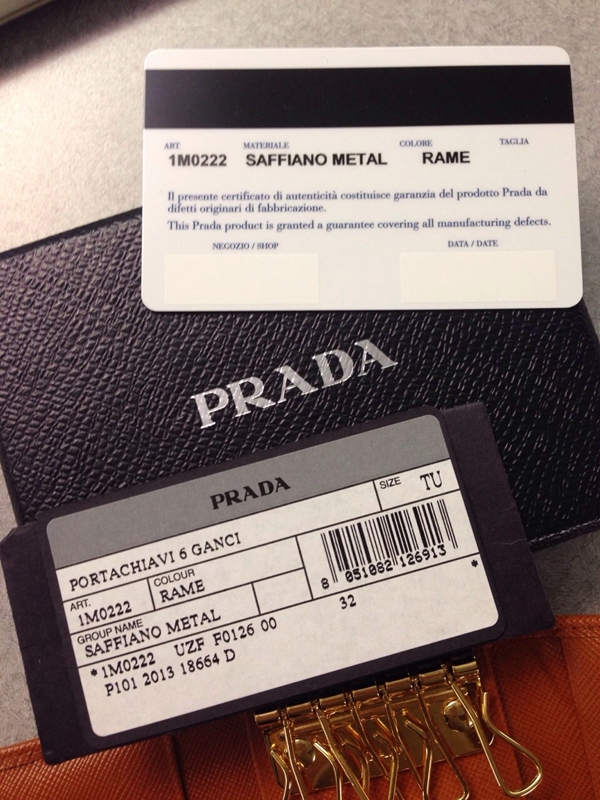 ART. MATERIALE COLORE TAGLIA
1M0222 SAFFIANO METAL RAME
Il presente certificato di autenticità costituisce garanzia del prodotto Prada da
difetti originari di fabbricazione.
This Prada product is granted a guarantee covering all manufacturing defects.
NEGOZIO / SHOP DATA / DATE
PRADA
PRADA
PORTACHIAVI 6 GANCI SIZE TU
ART. 1M0222 COLOUR RAME
8 051082 126913
GROUP NAME
SAFFIANO METAL 32 *
*1M0222 UZF F0126 00
P101 2013 18664 D